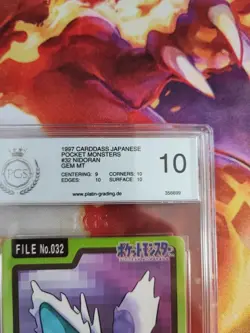 1997 CARDDASS JAPANESE
POCKET MONSTERS
#32 NIDORAN
GEM MT
CENTERING: 9 CORNERS: 10
EDGES: 10 SURFACE: 10
10
PGS
www.platin-grading.de
FILE No.032
ポケットモンスター